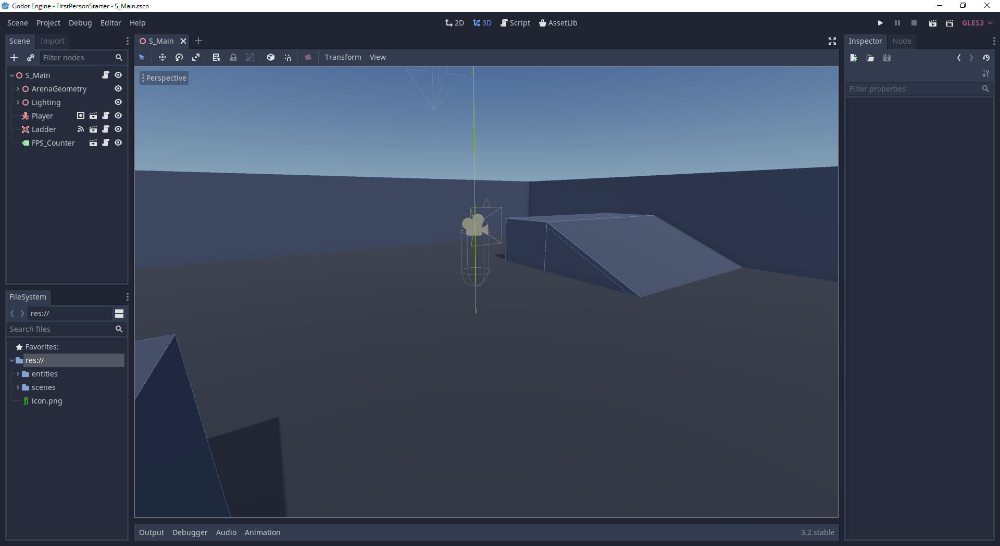 Godot Engine - FirstPersonStarter - S_Main.tscn
Scene Project Debug Editor Help
2D 3D Script AssetLib
GLES3
Scene Import
Filter nodes
S_Main
ArenaGeometry
Lighting
Player
Ladder
FPS_Counter
FileSystem
res://
Search files
Favorites:
res://
entities
scenes
icon.png
S_Main
Transform View
Perspective
Output Debugger Audio Animation
3.2.stable
Inspector Node
Filter properties